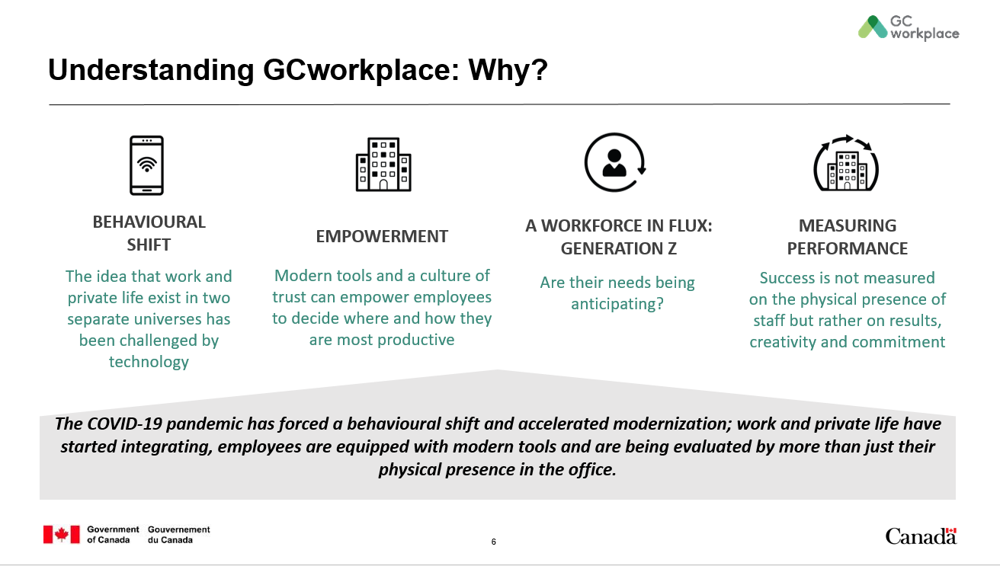 GC
workplace
Understanding GCworkplace: Why?
BEHAVIOURAL
SHIFT
The idea that work and
private life exist in two
separate universes has
been challenged by
technology
EMPOWERMENT
Modern tools and a culture of
trust can empower employees
to decide where and how they
are most productive
A WORKFORCE IN FLUX:
GENERATION Z
Are their needs being
anticipating?
MEASURING
PERFORMANCE
Success is not measured
on the physical presence of
staff but rather on results,
creativity and commitment
The COVID-19 pandemic has forced a behavioural shift and accelerated modernization; work and private life have
started integrating, employees are equipped with modern tools and are being evaluated by more than just their
physical presence in the office.
Government
of Canada
Gouvernement
du Canada
6
Canada